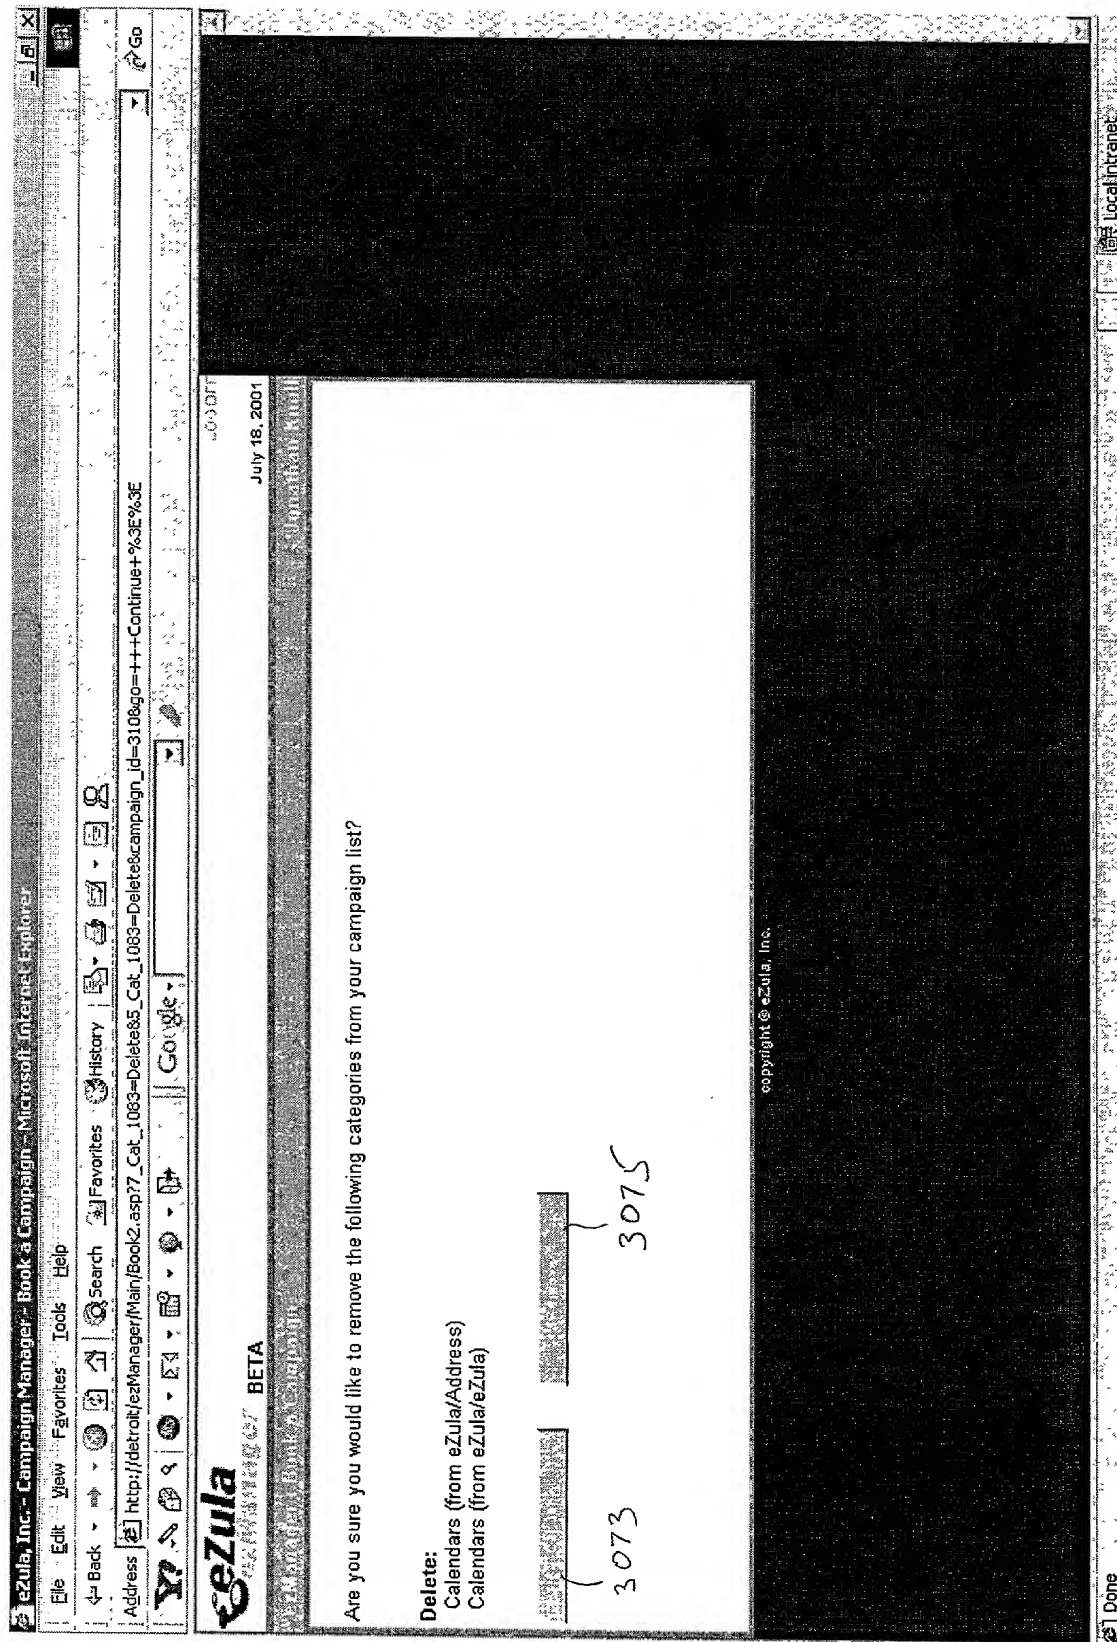 eZula, Inc. - Campaign Manager - Book a Campaign - Microsoft Internet Explorer
File Edit View Favorites Tools Help
Back Search Favorites History
Address http://detroit/ezManager/Main/Book2.asp?7_Cat_1083=Delete&5_Cat_1083=Delete&campaign_id=310&go=+++Continue+%3E%3E Go
Y! Google
eZula
BETA
LOGOFF
July 18, 2001
Are you sure you would like to remove the following categories from your campaign list?
Delete:
Calendars (from eZula/Address)
Calendars (from eZula/eZula)
3073
3075
copyright © eZula, Inc.
Done Local intranet